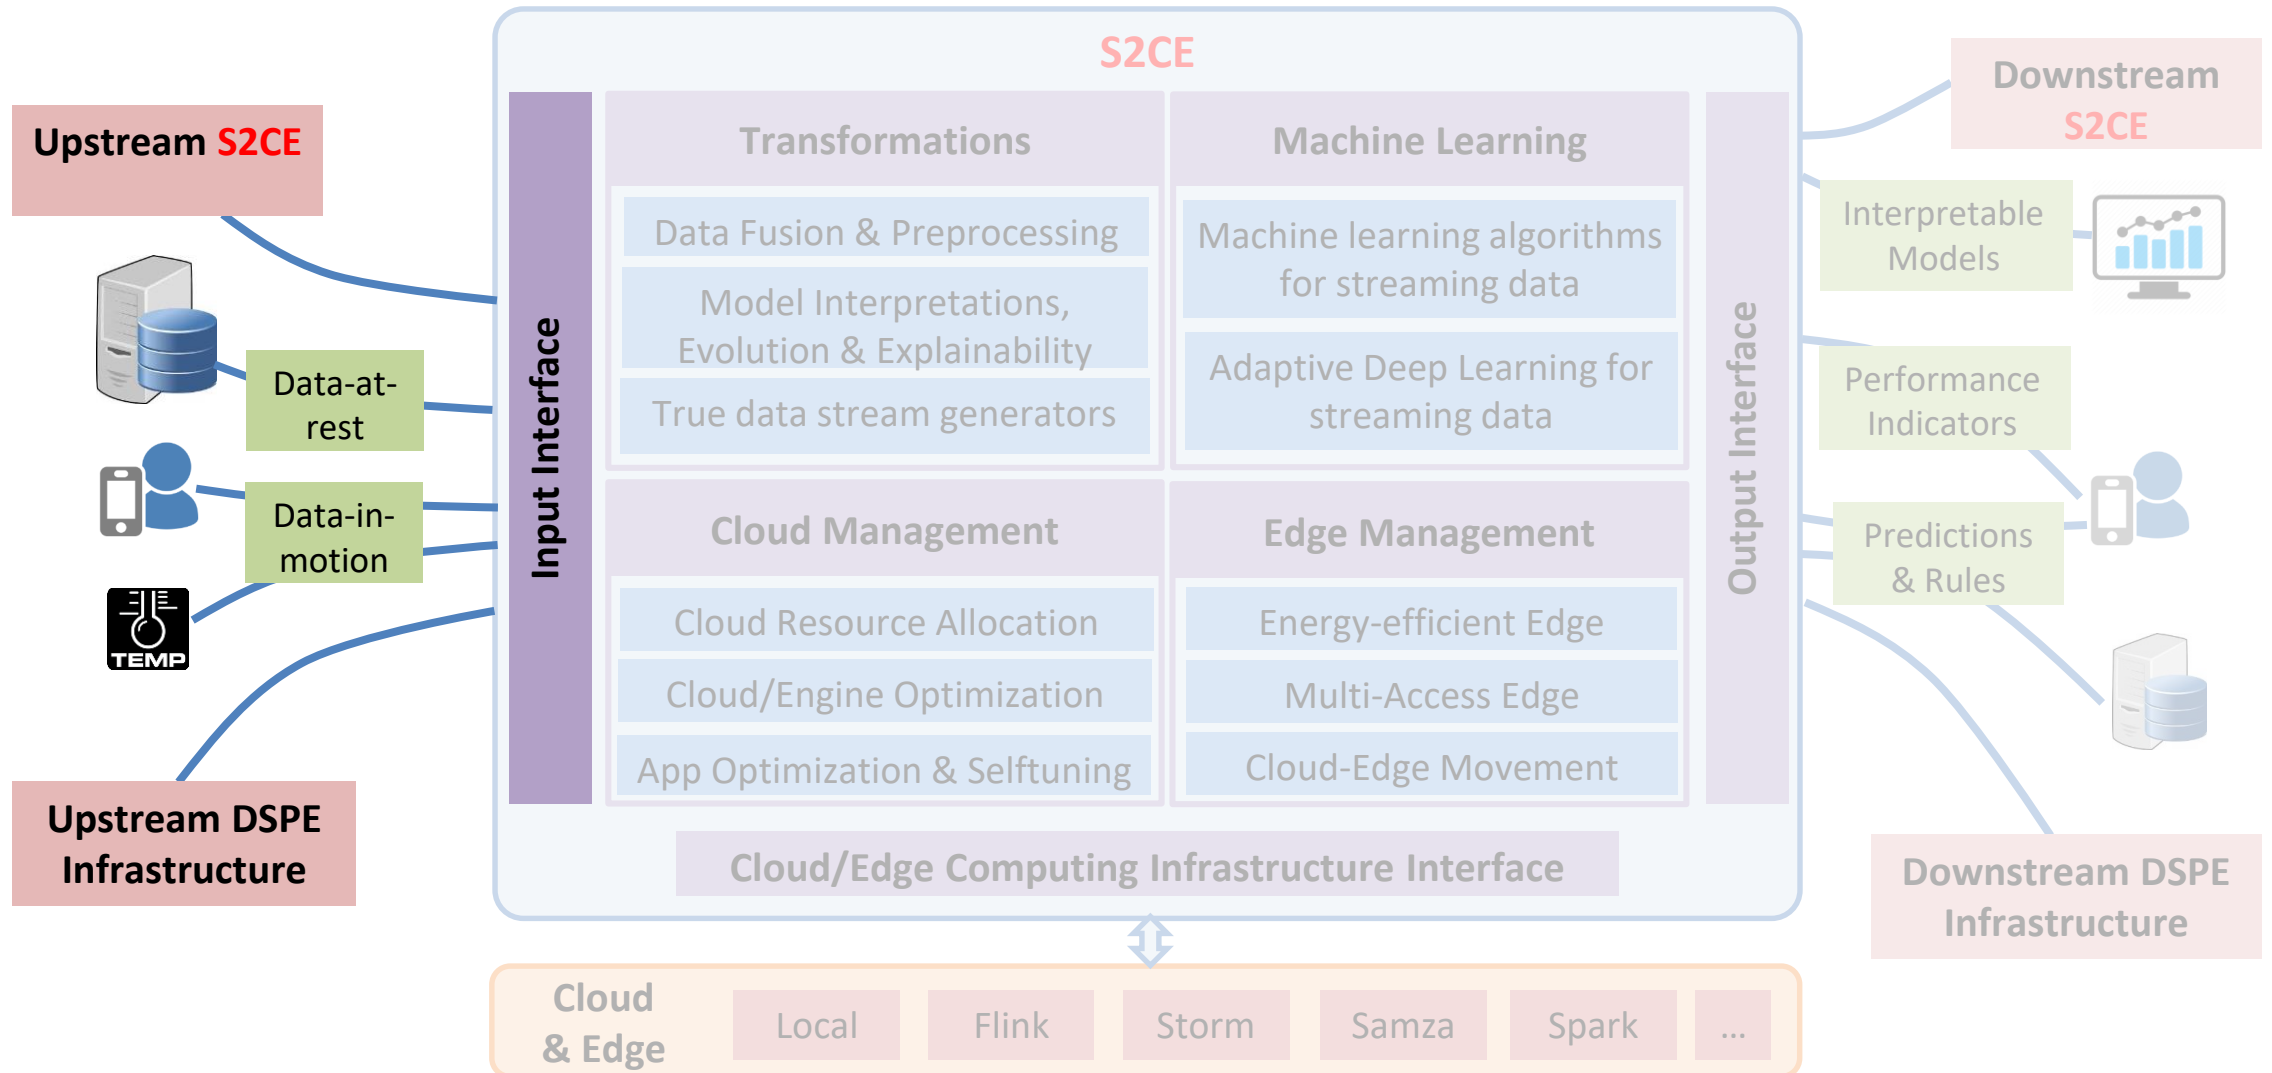 S2CE
Upstream S2CE
Data-at-
rest
Data-in-
motion
TEMP
Upstream DSPE
Infrastructure
Input Interface
Transformations
Data Fusion & Preprocessing
Model Interpretations,
Evolution & Explainability
True data stream generators
Machine Learning
Machine learning algorithms
for streaming data
Adaptive Deep Learning for
streaming data
Cloud Management
Cloud Resource Allocation
Cloud/Engine Optimization
App Optimization & Selftuning
Edge Management
Energy-efficient Edge
Multi-Access Edge
Cloud-Edge Movement
Output Interface
Cloud/Edge Computing Infrastructure Interface
Downstream
S2CE
Interpretable
Models
Performance
Indicators
Predictions
& Rules
Downstream DSPE
Infrastructure
Cloud
& Edge
Local
Flink
Storm
Samza
Spark
...